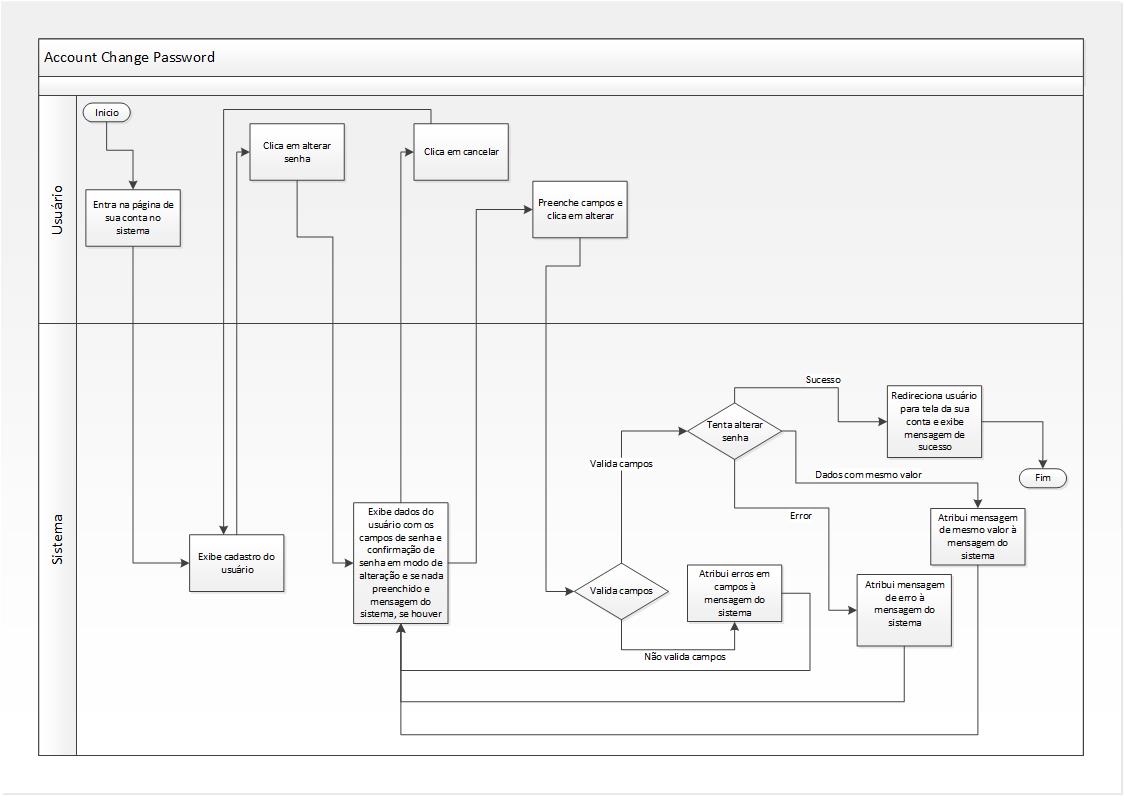 Account Change Password
Usuário
Inicio
Entra na página de
sua conta no
sistema
Clica em alterar
senha
Clica em cancelar
Preenche campos e
clica em alterar
Sistema
Exibe cadastro do
usuário
Exibe dados do
usuário com os
campos de senha e
confirmação de
senha em modo de
alteração e se nada
preenchido e
mensagem do
sistema, se houver
Valida campos
Valida campos
Não valida campos
Atribui erros em
campos à
mensagem do
sistema
Tenta alterar
senha
Sucesso
Dados com mesmo valor
Error
Redireciona usuário
para tela da sua
conta e exibe
mensagem de
sucesso
Fim
Atribui mensagem
de mesmo valor à
mensagem do
sistema
Atribui mensagem
de erro à
mensagem do
sistema